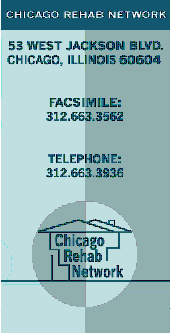 CHICAGO REHAB NETWORK
53 WEST JACKSON BLVD.
CHICAGO, ILLINOIS 60604
FACSIMILE:
312.663.3562
TELEPHONE:
312.663.3936
Chicago
Rehab
Network